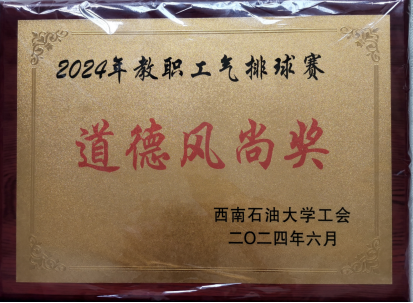 2024年教职工气排球赛
道德风尚奖
西南石油大学工会
二〇二四年六月